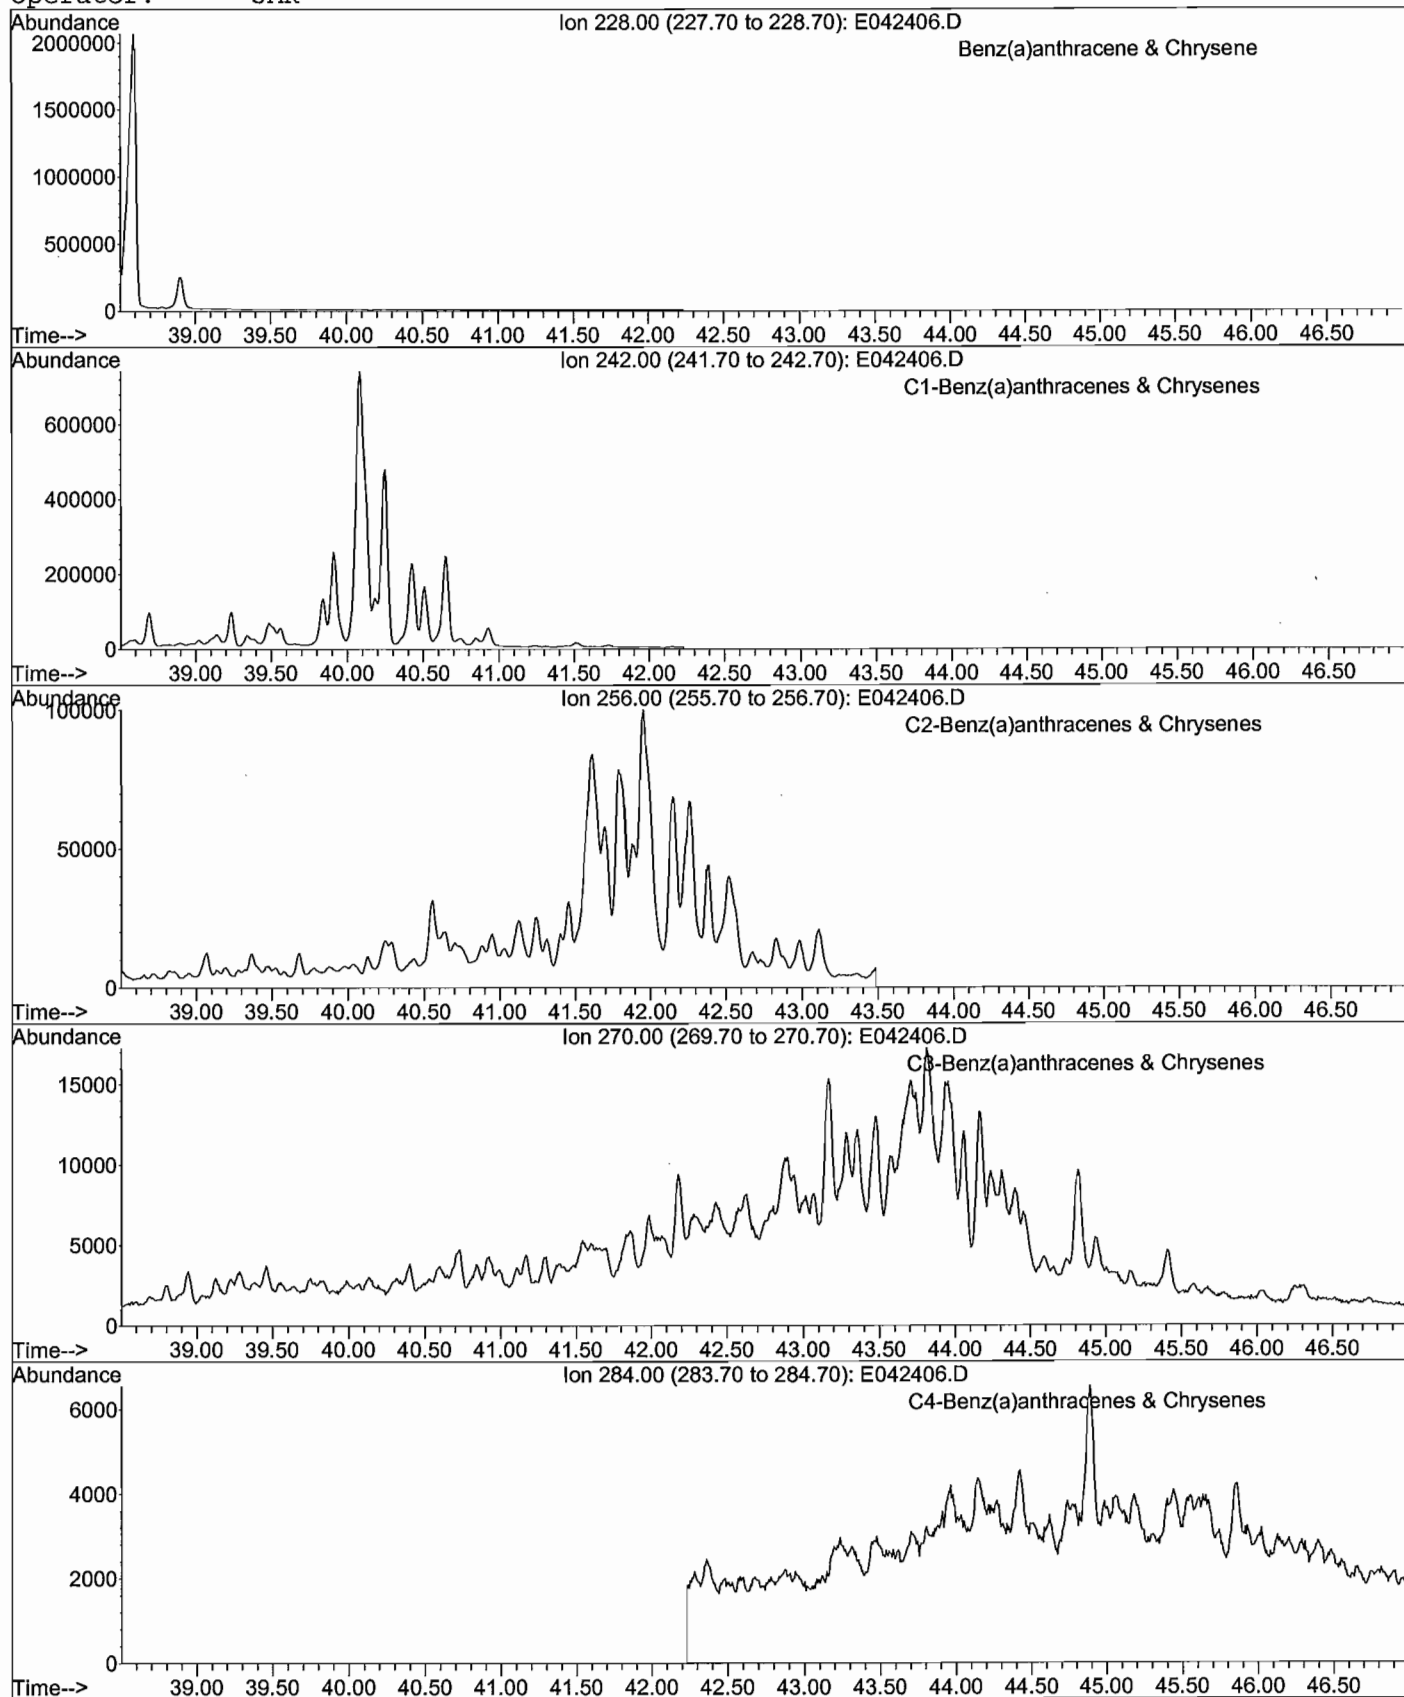 Operator:
Abundance
Ion 228.00 (227.70 to 228.70): E042406.D
Benz(a)anthracene & Chrysene
2000000
1500000
1000000
500000
0
Time--> 39.00 39.50 40.00 40.50 41.00 41.50 42.00 42.50 43.00 43.50 44.00 44.50 45.00 45.50 46.00 46.50
Abundance
Ion 242.00 (241.70 to 242.70): E042406.D
C1-Benz(a)anthracenes & Chrysenes
600000
400000
200000
0
Time--> 39.00 39.50 40.00 40.50 41.00 41.50 42.00 42.50 43.00 43.50 44.00 44.50 45.00 45.50 46.00 46.50
Abundance
Ion 256.00 (255.70 to 256.70): E042406.D
100000
C2-Benz(a)anthracenes & Chrysenes
50000
0
Time--> 39.00 39.50 40.00 40.50 41.00 41.50 42.00 42.50 43.00 43.50 44.00 44.50 45.00 45.50 46.00 46.50
Abundance
Ion 270.00 (269.70 to 270.70): E042406.D
C3-Benz(a)anthracenes & Chrysenes
15000
10000
5000
0
Time--> 39.00 39.50 40.00 40.50 41.00 41.50 42.00 42.50 43.00 43.50 44.00 44.50 45.00 45.50 46.00 46.50
Abundance
Ion 284.00 (283.70 to 284.70): E042406.D
C4-Benz(a)anthracenes & Chrysenes
6000
4000
2000
0
Time--> 39.00 39.50 40.00 40.50 41.00 41.50 42.00 42.50 43.00 43.50 44.00 44.50 45.00 45.50 46.00 46.50